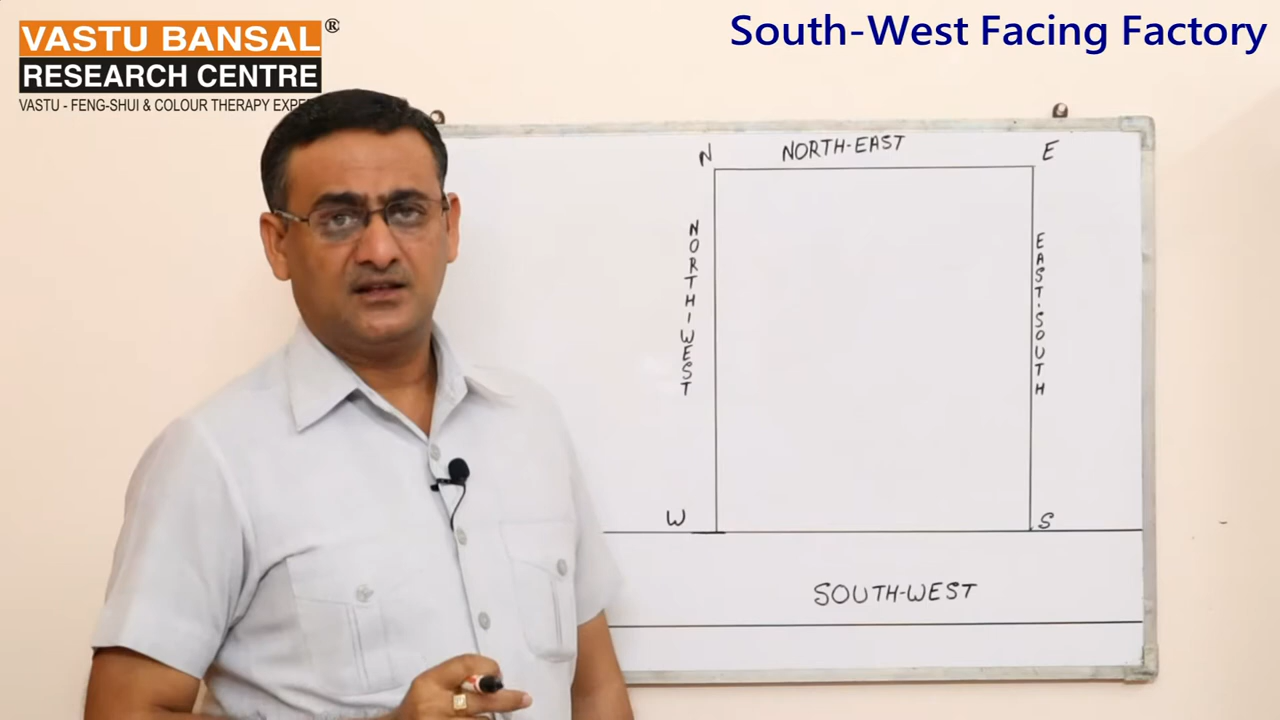 VASTU BANSAL®
RESEARCH CENTRE
VASTU - FENG-SHUI & COLOUR THERAPY
South-West Facing Factory
N
NORTH-EAST
E
NORTH-WEST
EAST-SOUTH
W
S
SOUTH-WEST